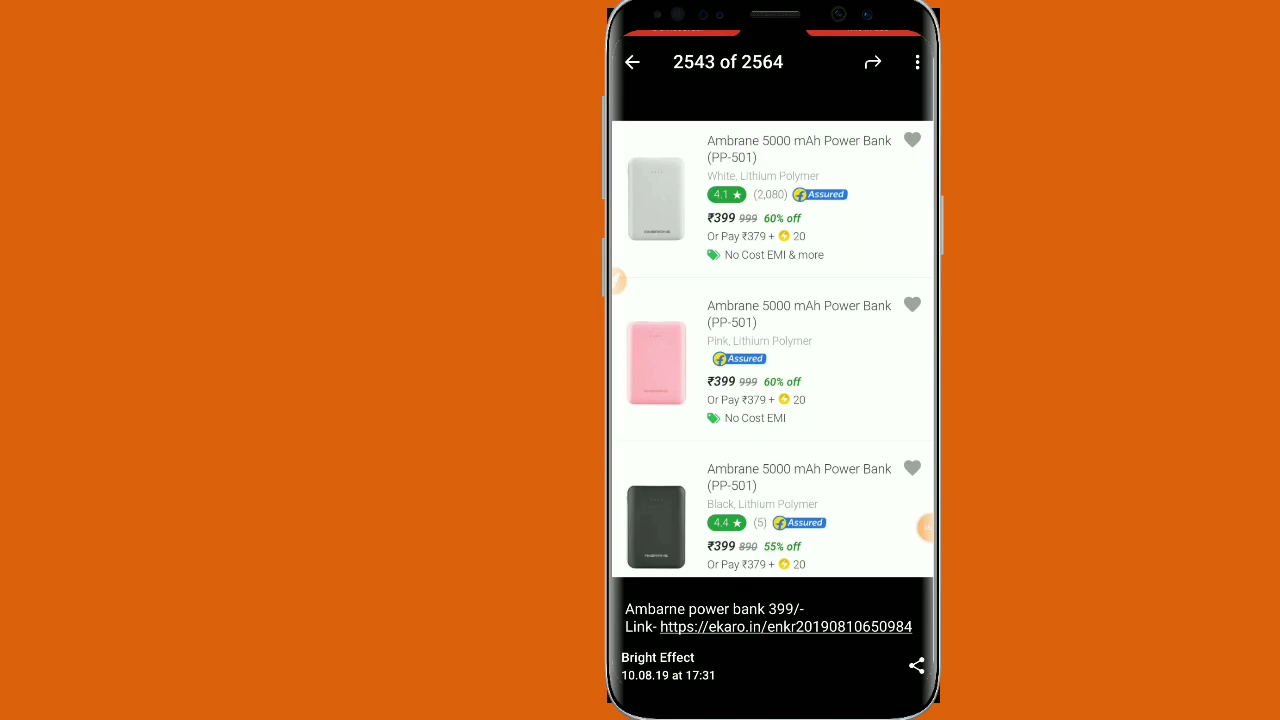 2543 of 2564
Ambrane 5000 mAh Power Bank
(PP-501)
White, Lithium Polymer
4.1 ★ (2,080) Assured
₹399 999 60% off
Or Pay ₹379 + 20
No Cost EMI & more
Ambrane 5000 mAh Power Bank
(PP-501)
Pink, Lithium Polymer
Assured
₹399 999 60% off
Or Pay ₹379 + 20
No Cost EMI
Ambrane 5000 mAh Power Bank
(PP-501)
Black, Lithium Polymer
4.4 ★ (5) Assured
₹399 890 55% off
Or Pay ₹379 + 20
Ambarne power bank 399/-
Link- https://ekaro.in/enkr20190810650984
Bright Effect
10.08.19 at 17:31